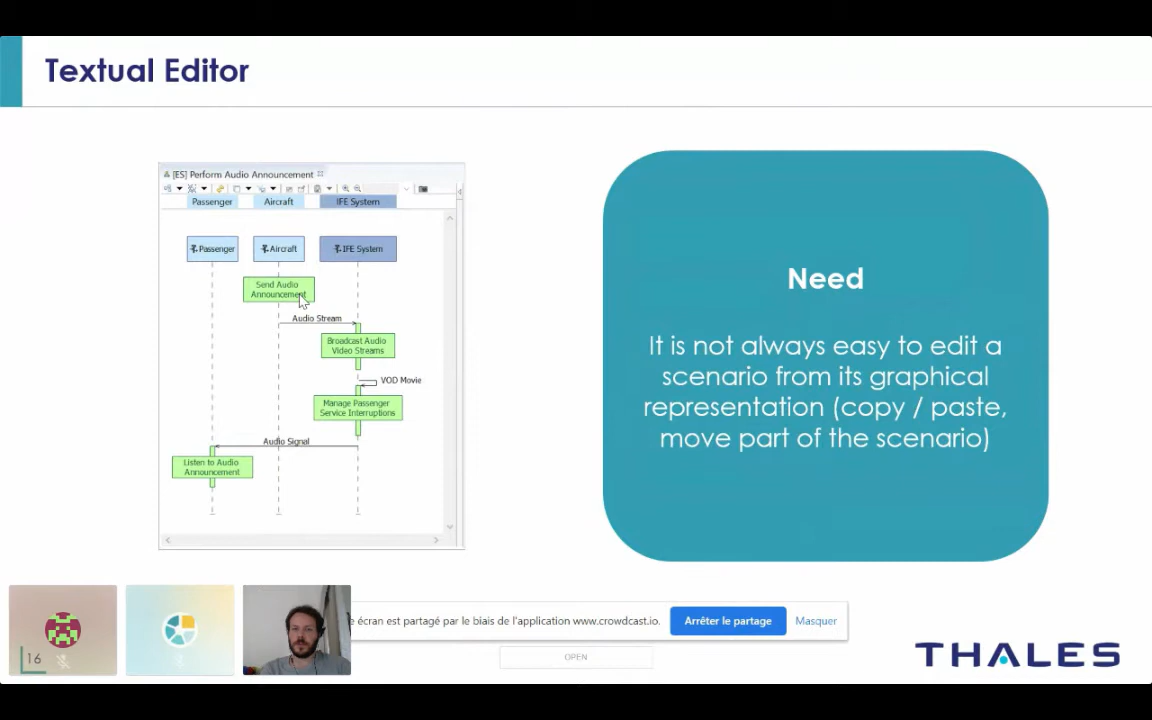 Textual Editor
[ES] Perform Audio Announcement
Passenger
Aircraft
IFE System
Passenger
Aircraft
IFE System
Send Audio
Announcement
Audio Stream
Broadcast Audio
Video Streams
VOD Movie
Manage Passenger
Service Interruptions
Audio Signal
Listen to Audio
Announcement
Need
It is not always easy to edit a
scenario from its graphical
representation (copy / paste,
move part of the scenario)
16
e écran est partagé par le biais de l'application www.crowdcast.io.
Arrêter le partage
Masquer
OPEN
THALES